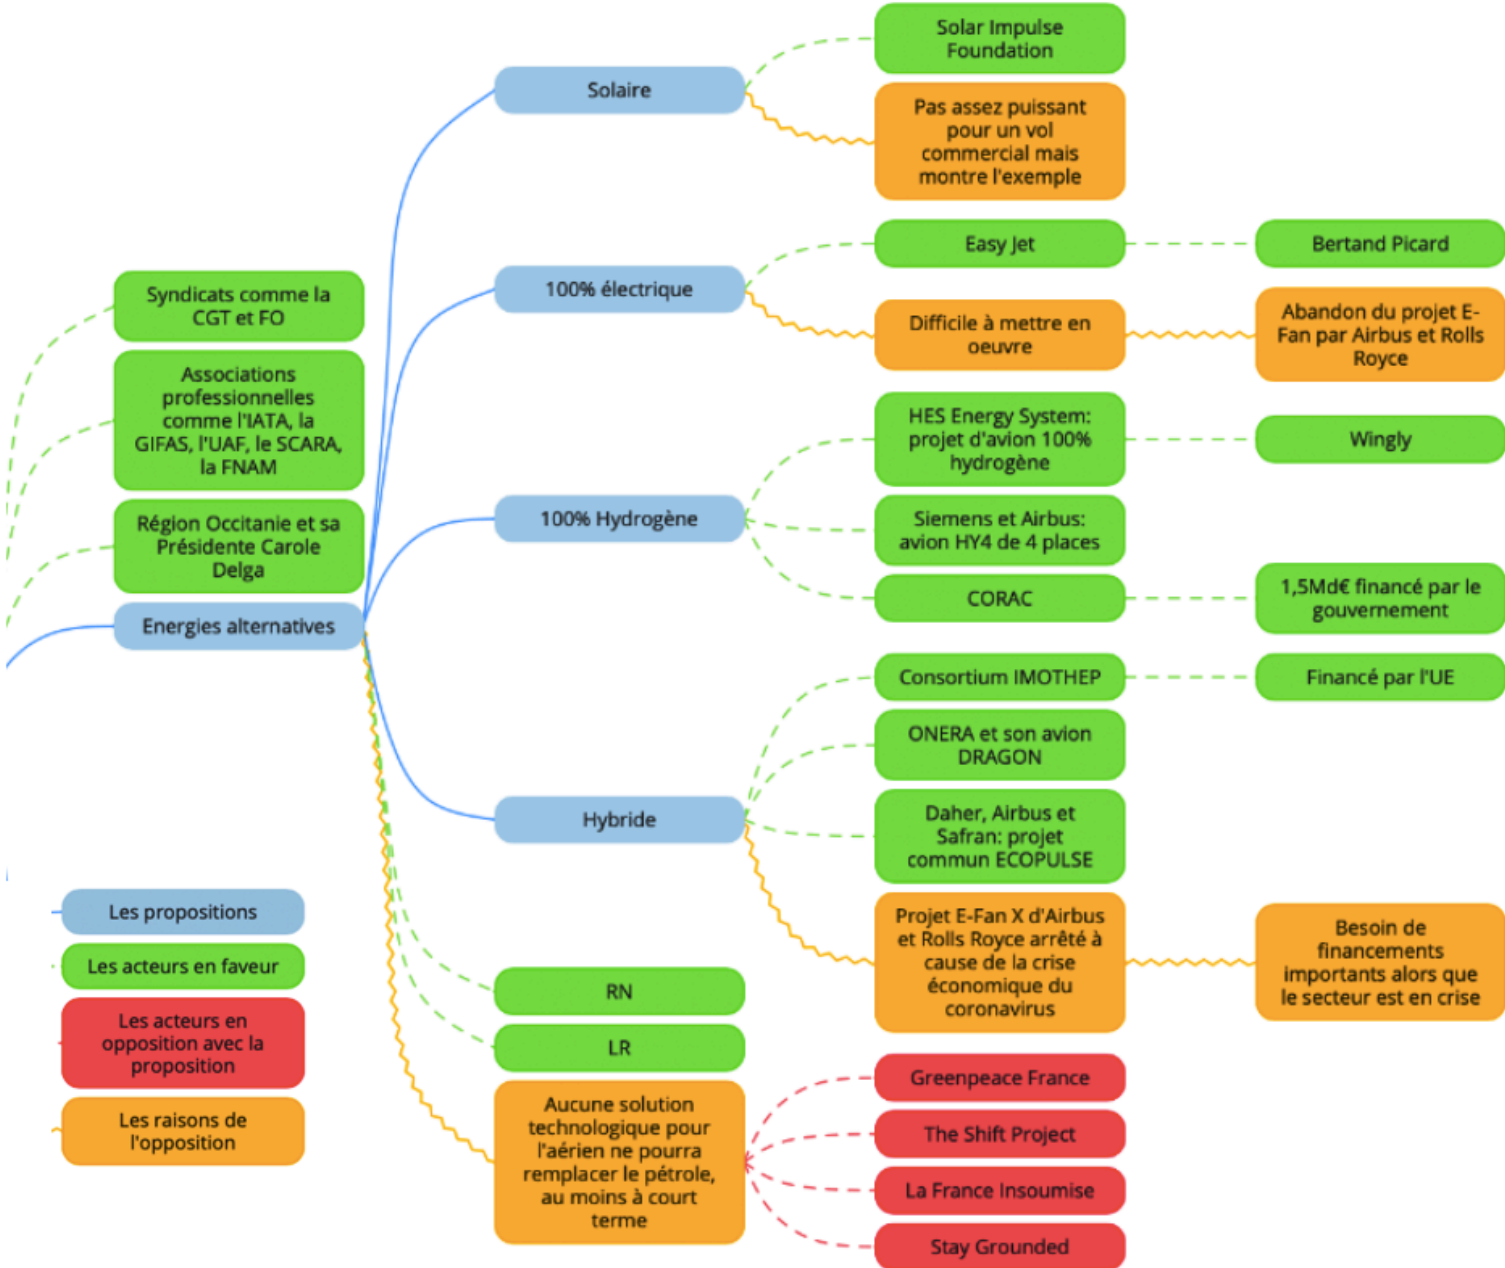 Syndicats comme la
CGT et FO
Associations
professionnelles
comme l'IATA, la
GIFAS, l'UAF, le SCARA,
la FNAM
Région Occitanie et sa
Présidente Carole
Delga
Energies alternatives
Solaire
Solar Impulse
Foundation
Pas assez puissant
pour un vol
commercial mais
montre l'exemple
100% électrique
Easy Jet
Bertand Picard
Difficile à mettre en
oeuvre
Abandon du projet E-
Fan par Airbus et Rolls
Royce
100% Hydrogène
HES Energy System:
projet d'avion 100%
hydrogène
Wingly
Siemens et Airbus:
avion HY4 de 4 places
CORAC
1,5Md€ financé par le
gouvernement
Hybride
Consortium IMOTHEP
Financé par l'UE
ONERA et son avion
DRAGON
Daher, Airbus et
Safran: projet
commun ECOPULSE
Projet E-Fan X d'Airbus
et Rolls Royce arrêté à
cause de la crise
économique du
coronavirus
Besoin de
financements
importants alors que
le secteur est en crise
RN
LR
Aucune solution
technologique pour
l'aérien ne pourra
remplacer le pétrole,
au moins à court
terme
Greenpeace France
The Shift Project
La France Insoumise
Stay Grounded
Les propositions
Les acteurs en faveur
Les acteurs en
opposition avec la
proposition
Les raisons de
l'opposition